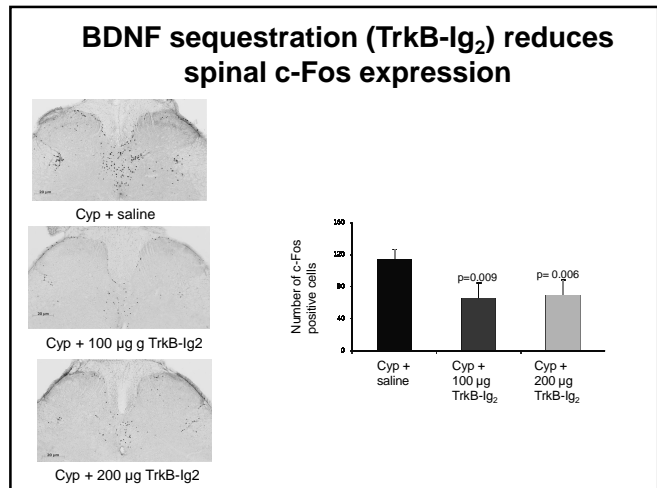 BDNF sequestration (TrkB-Ig₂) reduces
spinal c-Fos expression
20 µm
Cyp + saline
Cyp + 100 µg g TrkB-Ig2
Cyp + 200 µg TrkB-Ig2
Number of c-Fos
positive cells
160
120
80
40
0
p=0.009
p= 0.006
Cyp +
saline
Cyp +
100 µg
TrkB-Ig₂
Cyp +
200 µg
TrkB-Ig₂